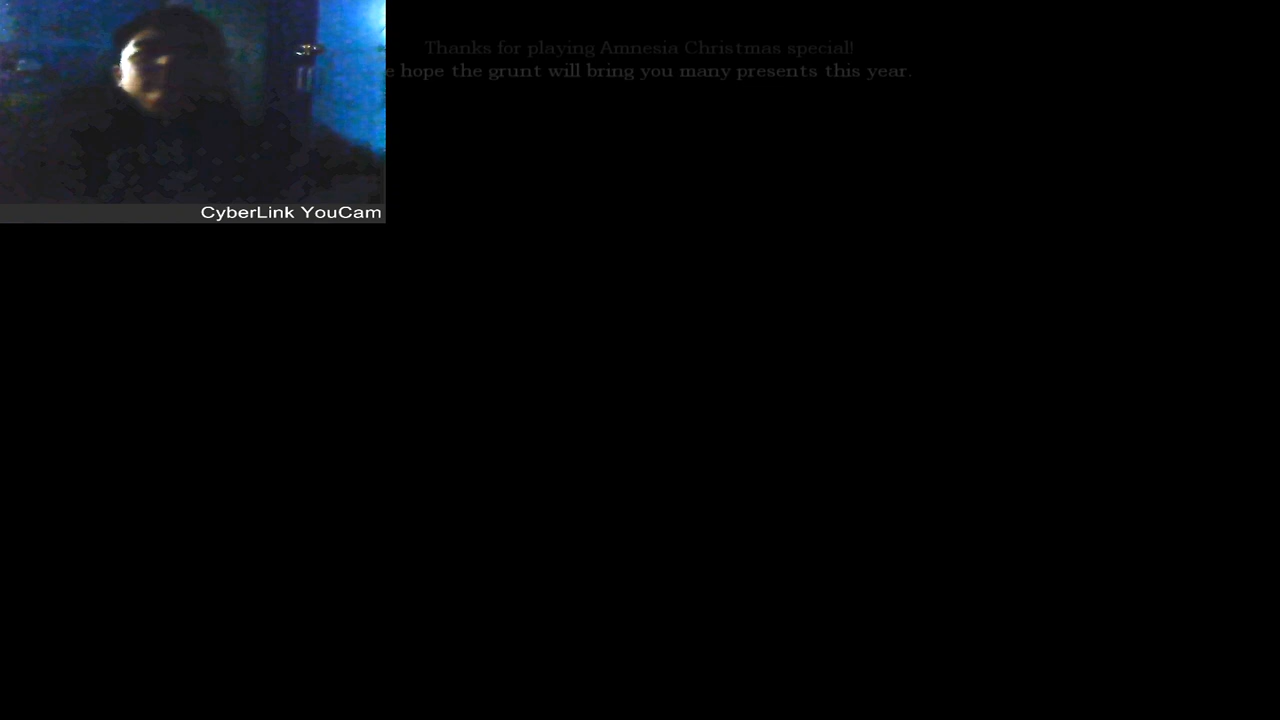 Thanks for playing Amnesia Christmas special!
e hope the grunt will bring you many presents this year.
CyberLink YouCam